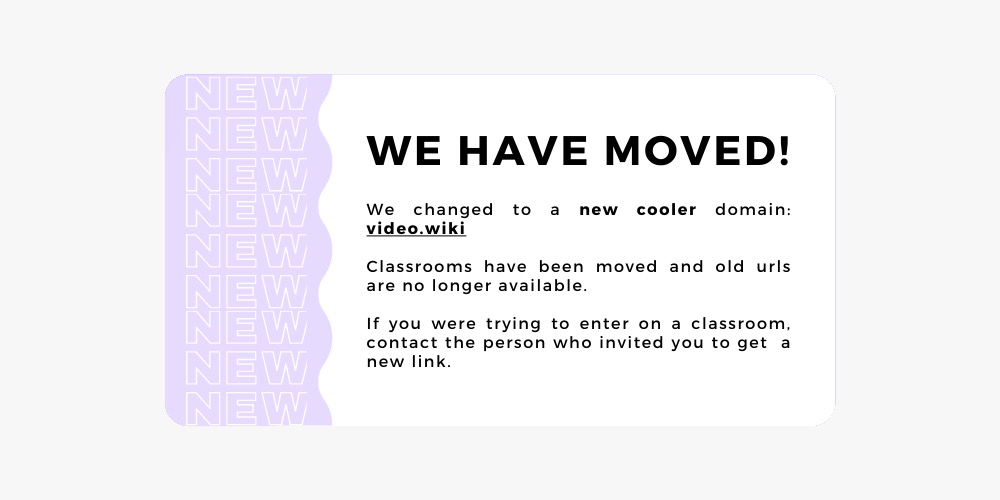 NEW
NEW
NEW
NEW
NEW
NEW
NEW
NEW
NEW
WE HAVE MOVED!
We changed to a new cooler domain:
video.wiki
Classrooms have been moved and old urls
are no longer available.
If you were trying to enter on a classroom,
contact the person who invited you to get a
new link.